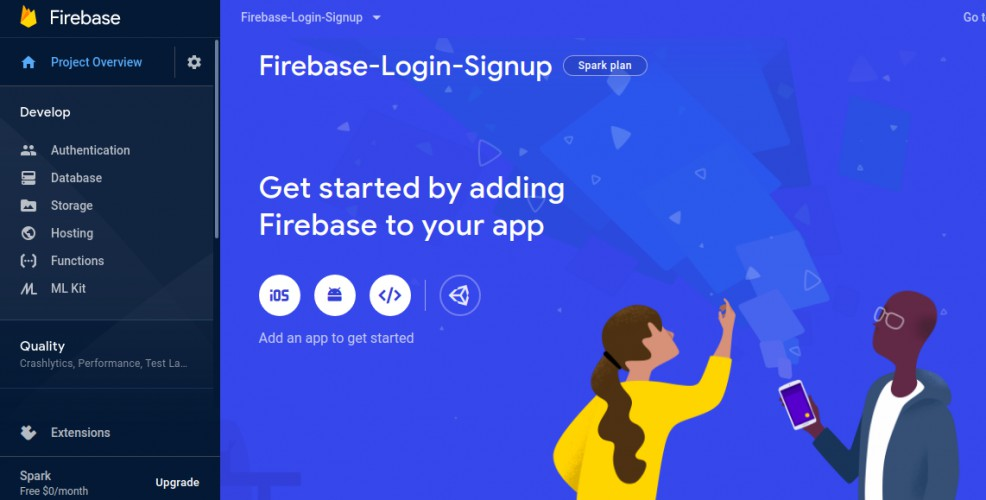 Firebase
Firebase-Login-Signup
Go t
Project Overview
Firebase-Login-Signup
Spark plan
Develop
Authentication
Database
Storage
Hosting
Functions
ML Kit
Get started by adding
Firebase to your app
iOS
Add an app to get started
Quality
Crashlytics, Performance, Test La...
Extensions
Spark
Free $0/month
Upgrade